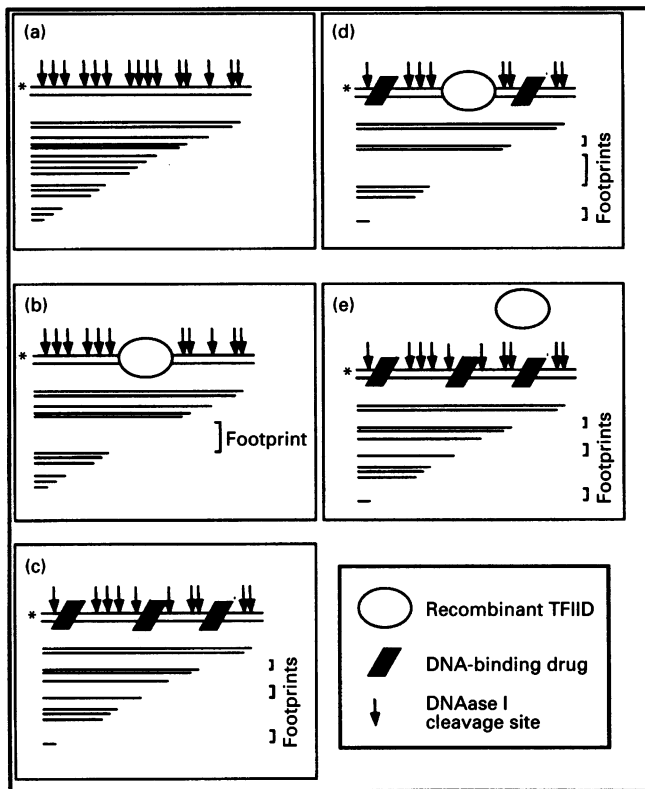 (a)
*
(b)
*
Footprint
(c)
*
Footprints
(d)
*
Footprints
(e)
*
Footprints
Recombinant TFIID
DNA-binding drug
DNAase I
cleavage site